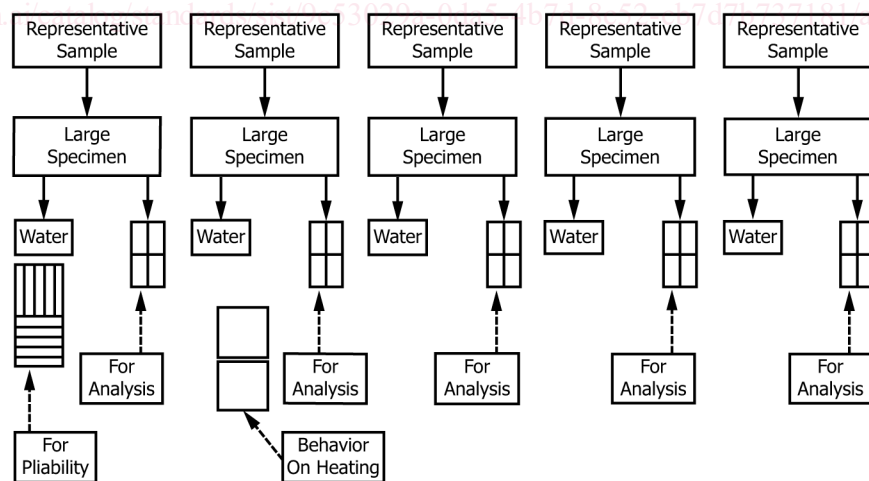 Representative
Sample
Representative
Sample
Representative
Sample
Representative
Sample
Representative
Sample
Large
Specimen
Large
Specimen
Large
Specimen
Large
Specimen
Large
Specimen
Water
Water
Water
Water
Water
For
Analysis
For
Analysis
For
Analysis
For
Analysis
For
Analysis
For
Pliability
Behavior
On Heating